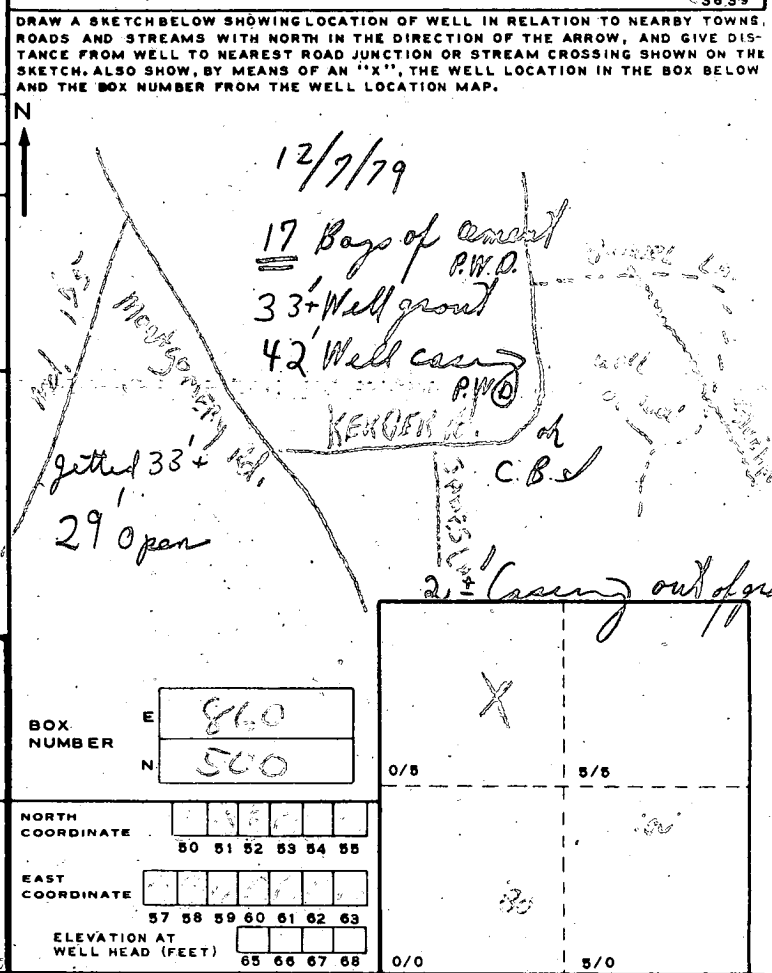 DRAW A SKETCH BELOW SHOWING LOCATION OF WELL IN RELATION TO NEARBY TOWNS,
ROADS AND STREAMS WITH NORTH IN THE DIRECTION OF THE ARROW, AND GIVE DIS-
TANCE FROM WELL TO NEAREST ROAD JUNCTION OR STREAM CROSSING SHOWN ON THE
SKETCH. ALSO SHOW, BY MEANS OF AN "X", THE WELL LOCATION IN THE BOX BELOW
AND THE BOX NUMBER FROM THE WELL LOCATION MAP.
N
12/7/79
17 Bags of cement
P.W.D.
33'+ Well grout
42' Well casing
P.W.D
Md.
Montgomery Rd.
Jetted 33'+
29' Open
ok
C.B.
2'± Casing out of
X
BOX
NUMBER
E 860
N 500
0/5 5/5
NORTH
COORDINATE
50 51 52 53 54 55
EAST
COORDINATE
57 58 59 60 61 62 63
ELEVATION AT
WELL HEAD (FEET)
65 66 67 68
0/0 5/0